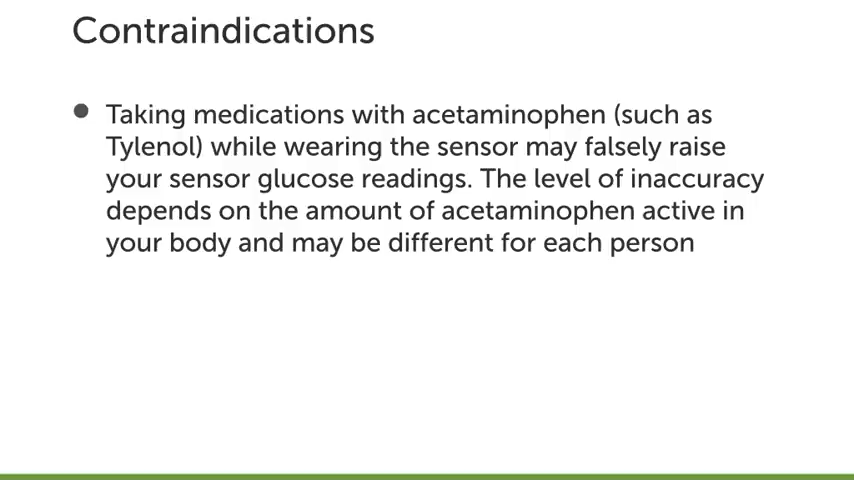 Contraindications
Taking medications with acetaminophen (such as
Tylenol) while wearing the sensor may falsely raise
your sensor glucose readings. The level of inaccuracy
depends on the amount of acetaminophen active in
your body and may be different for each person